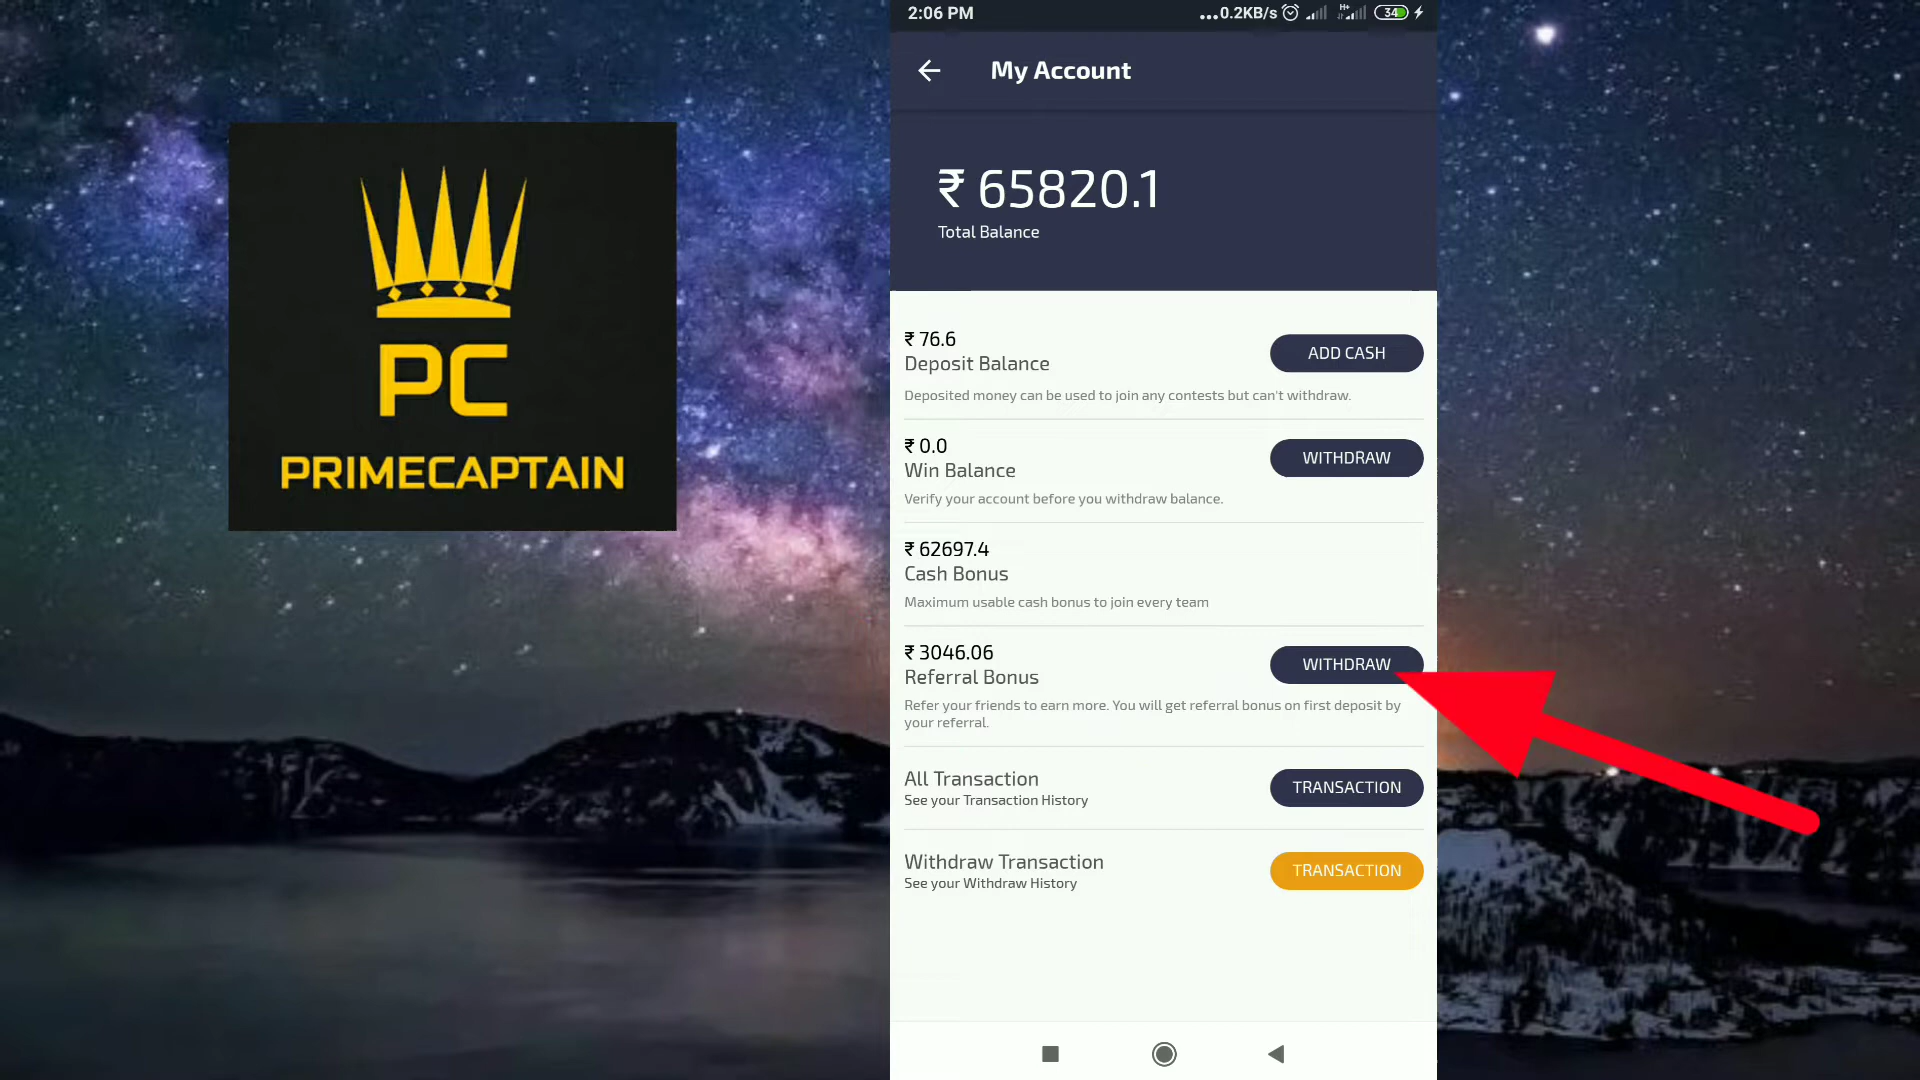 PC
PRIMECAPTAIN
2:06 PM
...0.2KB/s H+ 34
My Account
₹ 65820.1
Total Balance
₹ 76.6
Deposit Balance
ADD CASH
Deposited money can be used to join any contests but can't withdraw.
₹ 0.0
Win Balance
WITHDRAW
Verify your account before you withdraw balance.
₹ 62697.4
Cash Bonus
Maximum usable cash bonus to join every team
₹ 3046.06
Referral Bonus
WITHDRAW
Refer your friends to earn more. You will get referral bonus on first deposit by
your referral.
All Transaction
See your Transaction History
TRANSACTION
Withdraw Transaction
See your Withdraw History
TRANSACTION